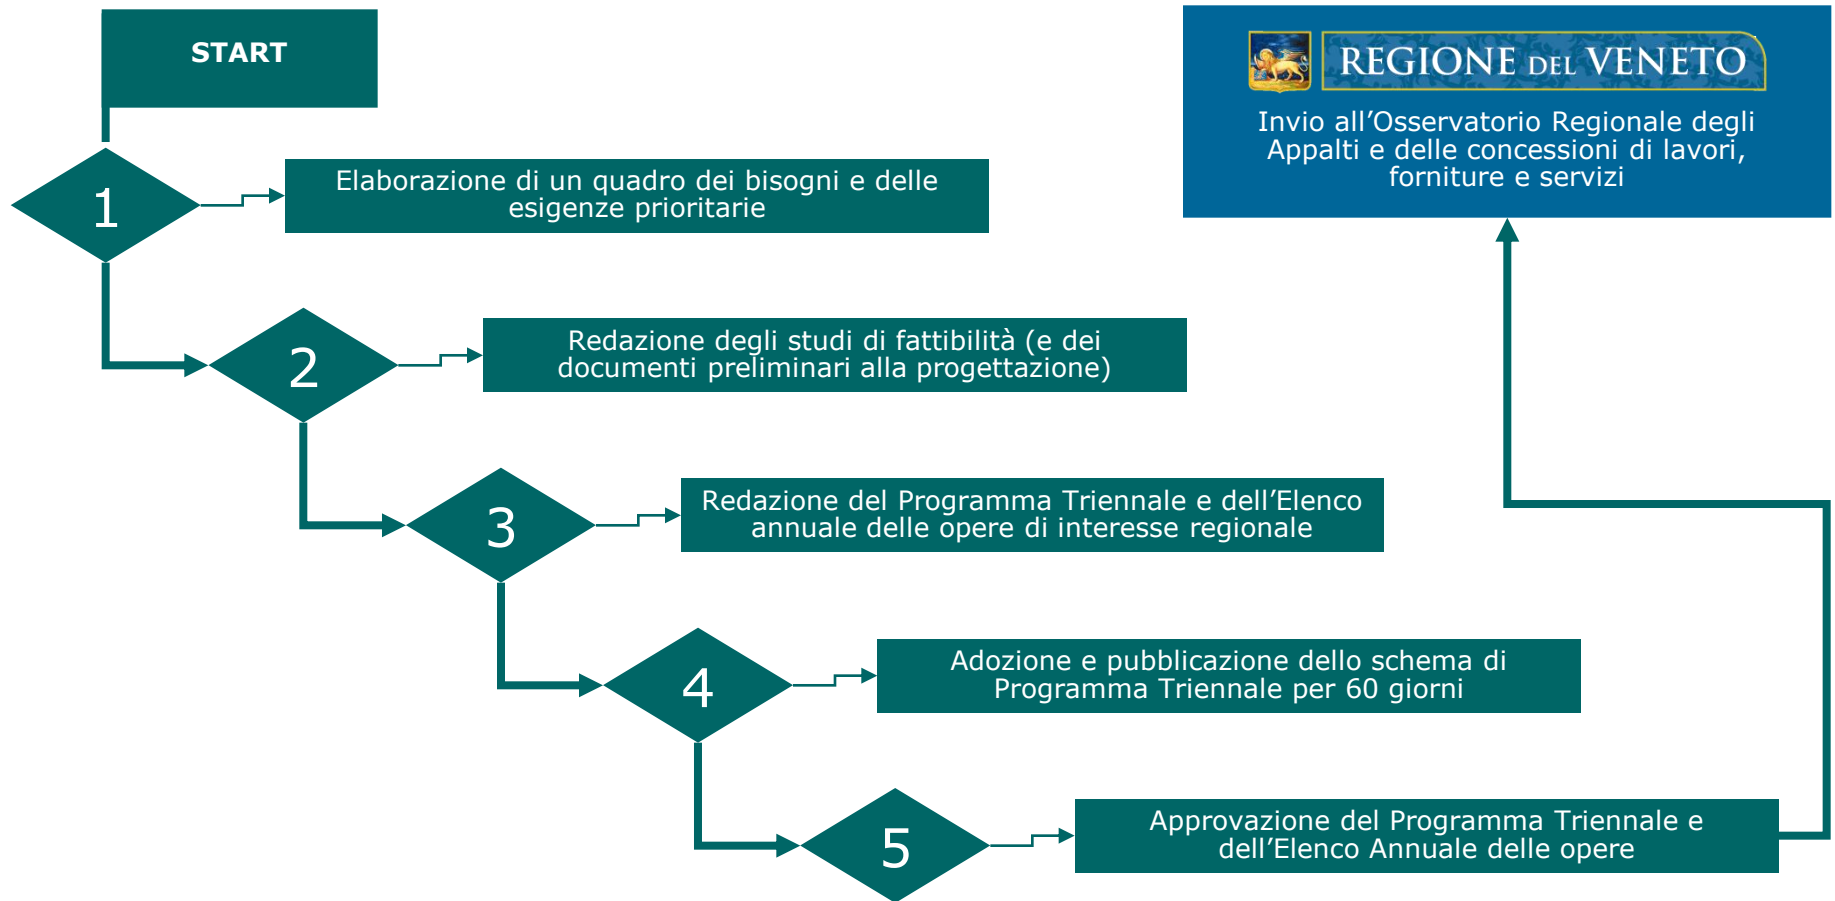 START
REGIONE DEL VENETO
Invio all’Osservatorio Regionale degli
Appalti e delle concessioni di lavori,
forniture e servizi
1
Elaborazione di un quadro dei bisogni e delle
esigenze prioritarie
2
Redazione degli studi di fattibilità (e dei
documenti preliminari alla progettazione)
3
Redazione del Programma Triennale e dell’Elenco
annuale delle opere di interesse regionale
4
Adozione e pubblicazione dello schema di
Programma Triennale per 60 giorni
5
Approvazione del Programma Triennale e
dell’Elenco Annuale delle opere